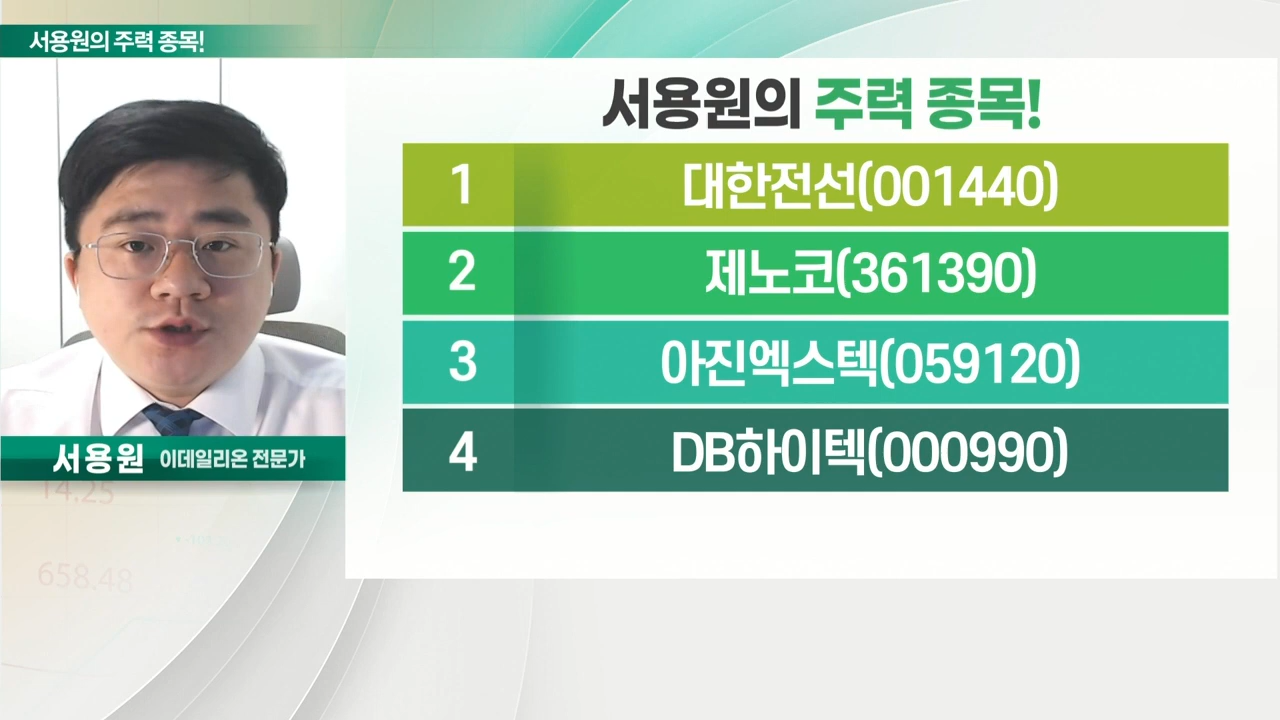 서용원의 주력 종목!
서용원의 주력 종목!
1 대한전선(001440)
2 제노코(361390)
3 아진엑스텍(059120)
4 DB하이텍(000990)
서용원 이데일리온 전문가
14.25
658.48